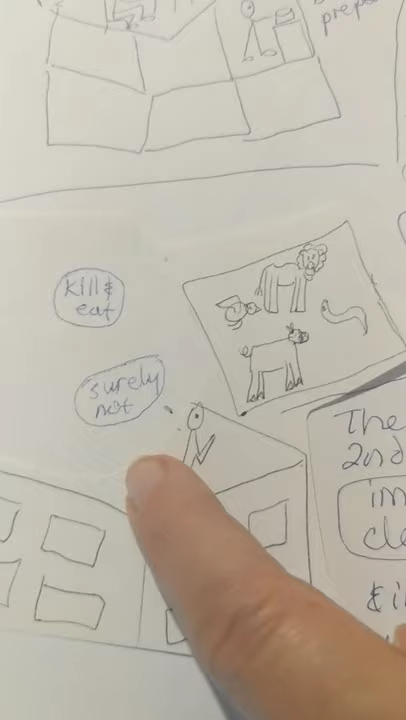 Kill &
eat
surely
not
The
2nd
im
cle
& i